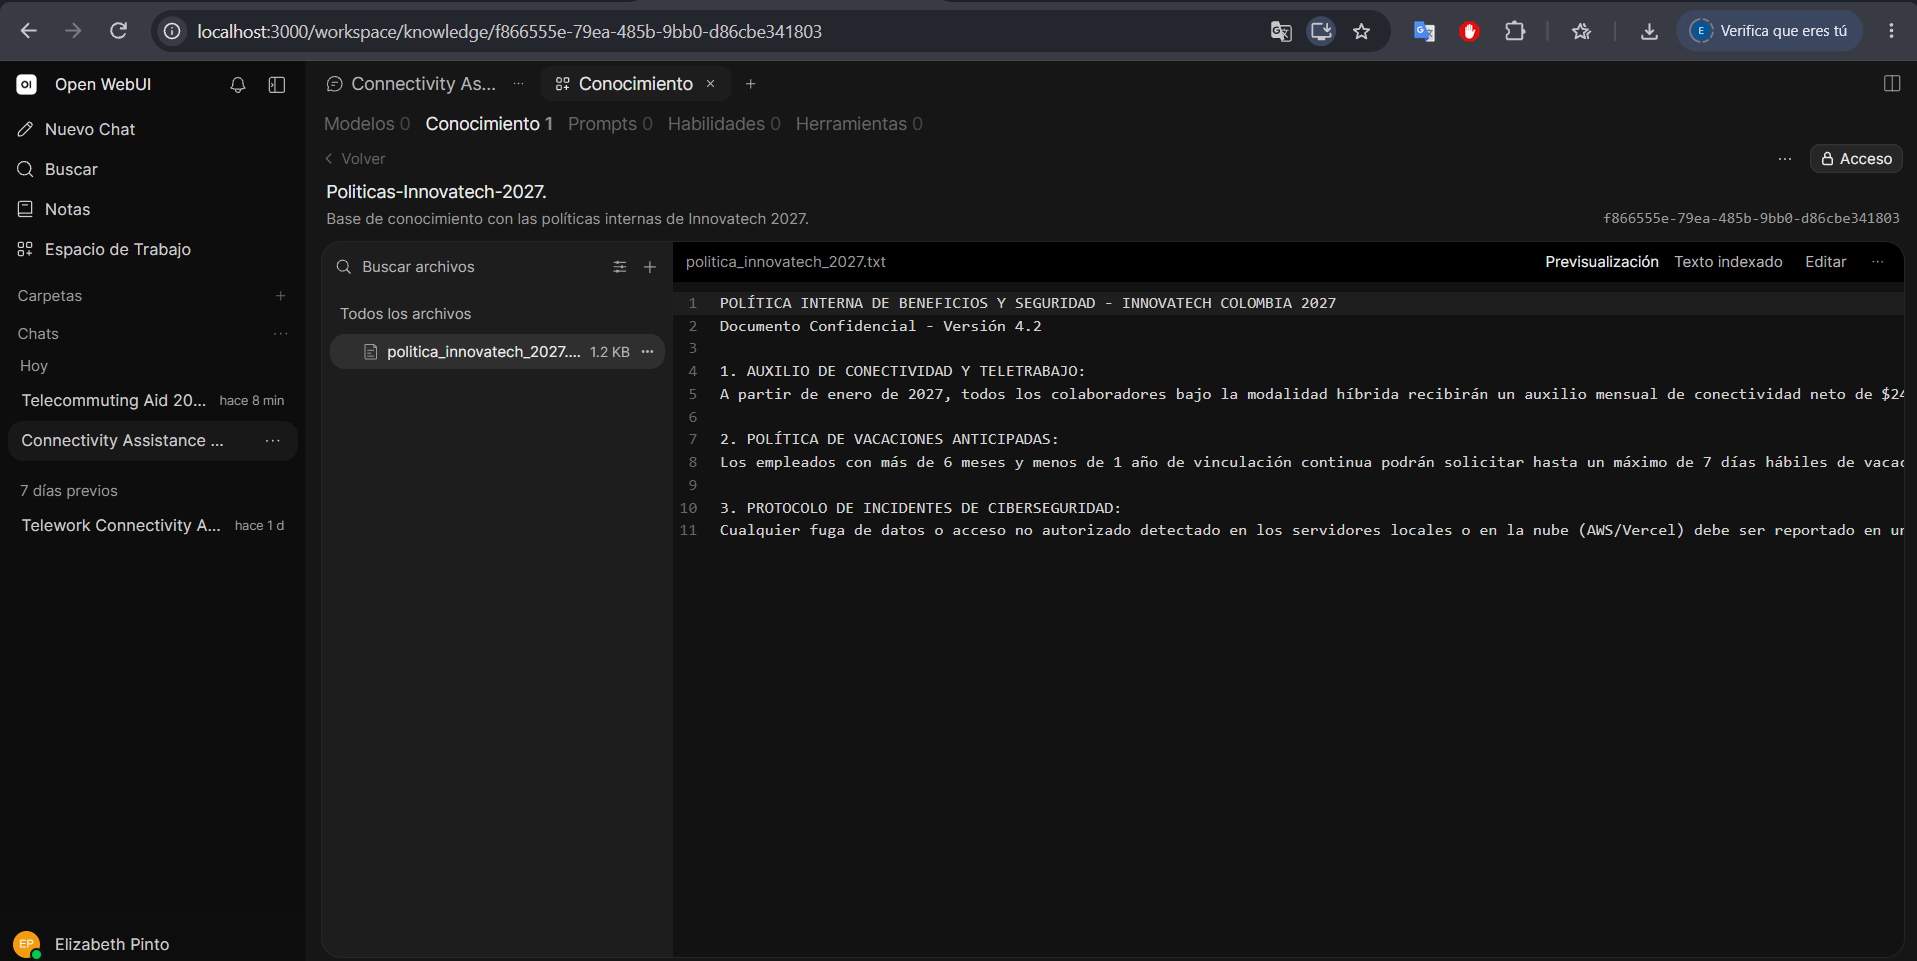 localhost:3000/workspace/knowledge/f866555e-79ea-485b-9bb0-d86cbe341803
E Verifica que eres tú
OI Open WebUI
Nuevo Chat
Buscar
Notas
Espacio de Trabajo
Carpetas
Chats
Hoy
Telecommuting Aid 20... hace 8 min
Connectivity Assistance ...
7 días previos
Telework Connectivity A... hace 1 d
EP Elizabeth Pinto
Connectivity As...
Conocimiento
Modelos 0 Conocimiento 1 Prompts 0 Habilidades 0 Herramientas 0
Volver
Acceso
Politicas-Innovatech-2027.
Base de conocimiento con las políticas internas de Innovatech 2027.
f866555e-79ea-485b-9bb0-d86cbe341803
Buscar archivos
Todos los archivos
politica_innovatech_2027.... 1.2 KB
politica_innovatech_2027.txt
Previsualización Texto indexado Editar
1 POLÍTICA INTERNA DE BENEFICIOS Y SEGURIDAD - INNOVATECH COLOMBIA 2027
2 Documento Confidencial - Versión 4.2
3
4 1. AUXILIO DE CONECTIVIDAD Y TELETRABAJO:
5 A partir de enero de 2027, todos los colaboradores bajo la modalidad híbrida recibirán un auxilio mensual de conectividad neto de $24
6
7 2. POLÍTICA DE VACACIONES ANTICIPADAS:
8 Los empleados con más de 6 meses y menos de 1 año de vinculación continua podrán solicitar hasta un máximo de 7 días hábiles de vacac
9
10 3. PROTOCOLO DE INCIDENTES DE CIBERSEGURIDAD:
11 Cualquier fuga de datos o acceso no autorizado detectado en los servidores locales o en la nube (AWS/Vercel) debe ser reportado en un